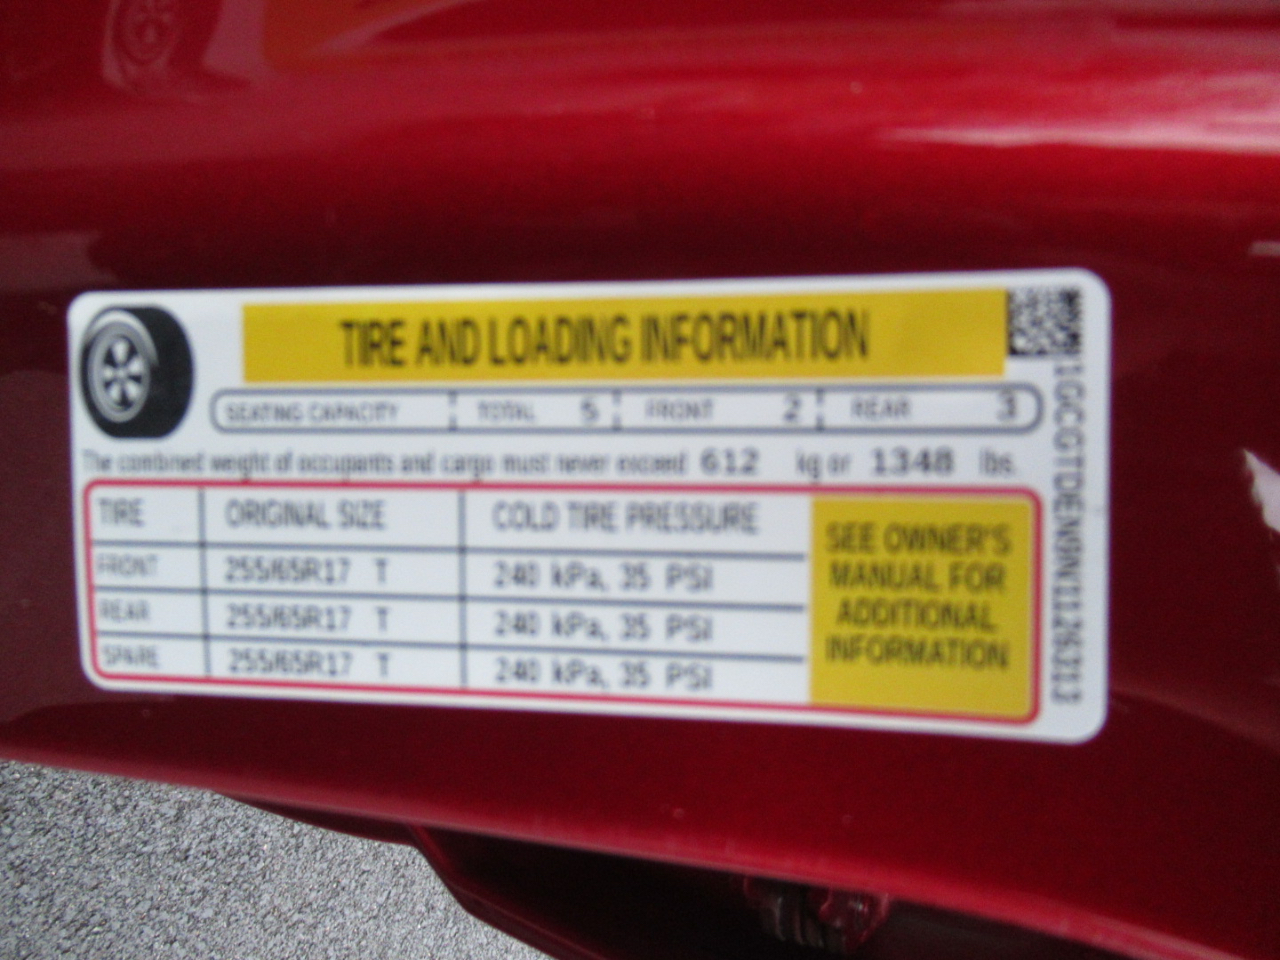 TIRE AND LOADING INFORMATION
SEATING CAPACITY TOTAL 5 FRONT 2 REAR 3
The combined weight of occupants and cargo must never exceed 612 kg or 1348 lbs.
TIRE ORIGINAL SIZE COLD TIRE PRESSURE
FRONT 255/65R17 T 240 kPa, 35 PSI
REAR 255/65R17 T 240 kPa, 35 PSI
SPARE 255/65R17 T 240 kPa, 35 PSI
SEE OWNER'S
MANUAL FOR
ADDITIONAL
INFORMATION